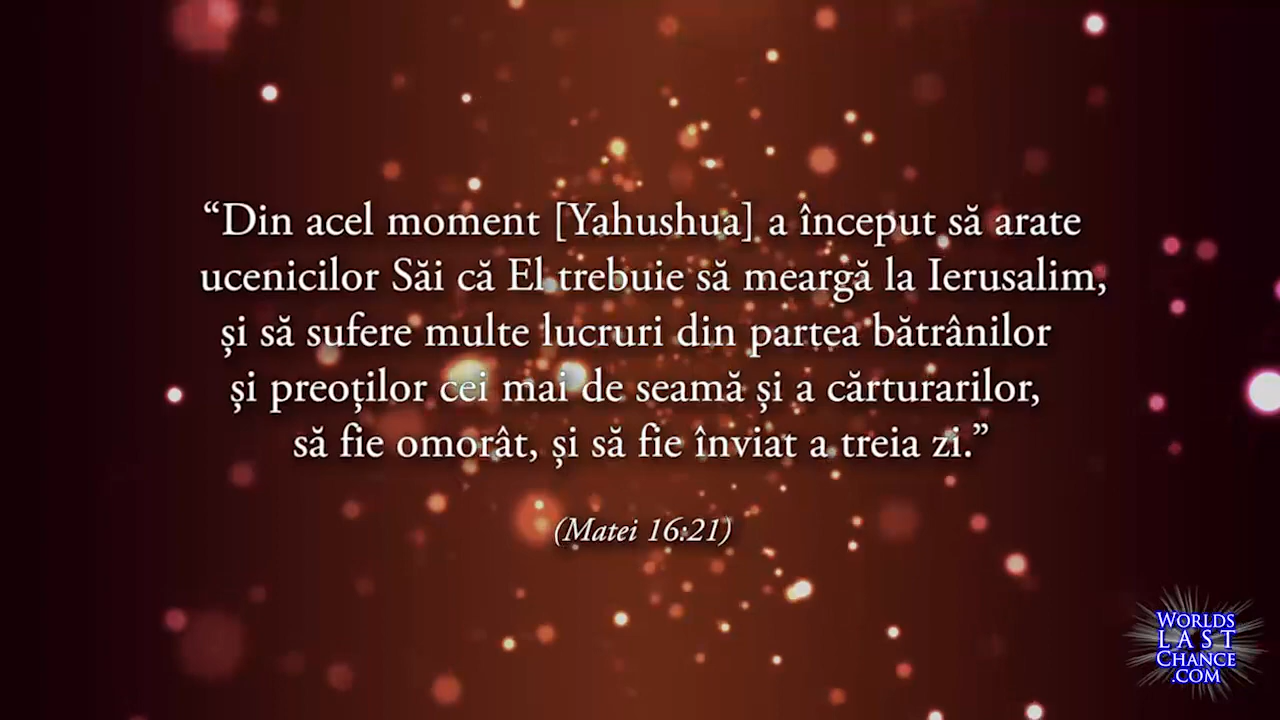 “Din acel moment [Yahushua] a început să arate
ucenicilor Săi că El trebuie să meargă la Ierusalim,
și să sufere multe lucruri din partea bătrânilor
și preoților cei mai de seamă și a cărturarilor,
să fie omorât, și să fie înviat a treia zi.”
(Matei 16:21)
WORLDS
LAST
CHANCE
.COM